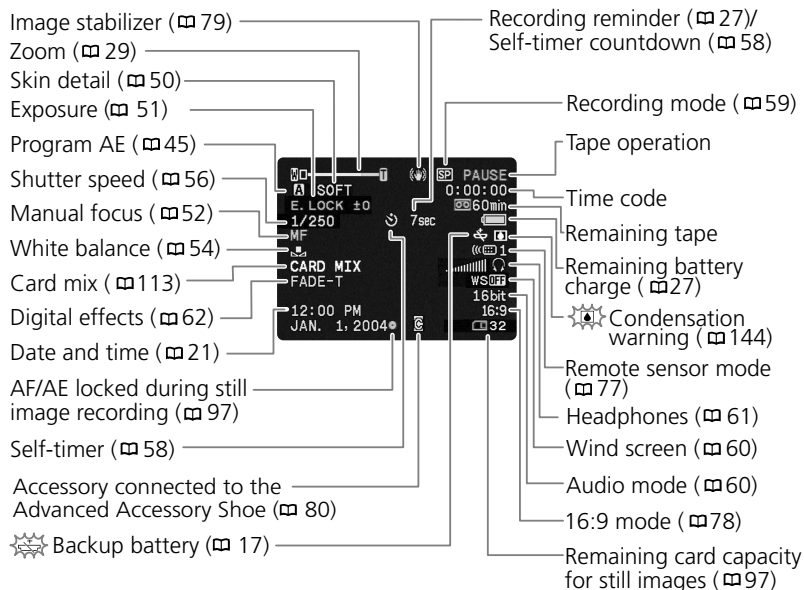 Image stabilizer ( 79)
Zoom ( 29)
Skin detail ( 50)
Exposure ( 51)
Program AE ( 45)
Shutter speed ( 56)
Manual focus ( 52)
White balance ( 54)
Card mix ( 113)
Digital effects ( 62)
Date and time ( 21)
AF/AE locked during still
image recording ( 97)
Self-timer ( 58)
Accessory connected to the
Advanced Accessory Shoe ( 80)
Backup battery ( 17)
W T SP PAUSE
A SOFT 0:00:00
E.LOCK ±0 60min
1/250 7sec
MF
1
CARD MIX
FADE-T WS OFF
16bit
12:00 PM 16:9
JAN. 1, 2004 C 32
Recording reminder ( 27)/
Self-timer countdown ( 58)
Recording mode ( 59)
Tape operation
Time code
Remaining tape
Remaining battery
charge ( 27)
Condensation
warning ( 144)
Remote sensor mode
( 77)
Headphones ( 61)
Wind screen ( 60)
Audio mode ( 60)
16:9 mode ( 78)
Remaining card capacity
for still images ( 97)